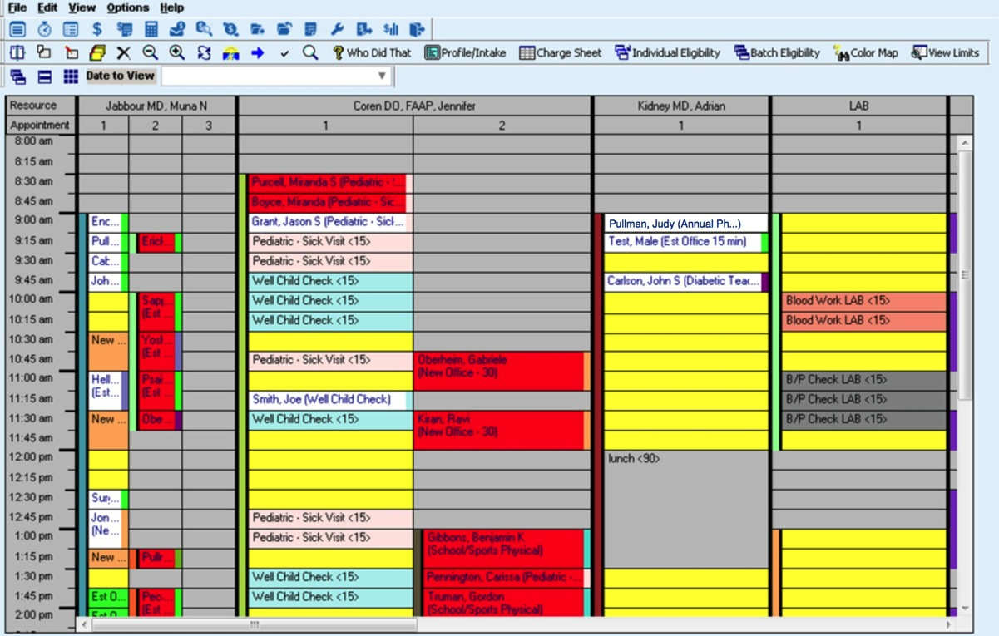 File Edit View Options Help
Who Did That Profile/Intake Charge Sheet Individual Eligibility Batch Eligibility Color Map View Limits
Date to View
Resource Jabbour MD, Muna N Coren DO, FAAP, Jennifer Kidney MD, Adrian LAB
Appointment 1 2 3 1 2 1 1
8:00 am
8:15 am
8:30 am Purcell, Miranda S (Pediatric -
8:45 am Boyce, Miranda (Pediatric - Sic...
9:00 am Enc... Grant, Jason S (Pediatric - Sick... Pullman, Judy (Annual Ph...)
9:15 am Pull... Erick... Pediatric - Sick Visit <15> Test, Male (Est Office 15 min)
9:30 am Cat... Pediatric - Sick Visit <15>
9:45 am Joh... Well Child Check <15> Carlson, John S (Diabetic Teac...
10:00 am Sap... Well Child Check <15> Blood Work LAB <15>
10:15 am (Est ... Well Child Check <15> Blood Work LAB <15>
10:30 am New ... Yosl...
10:45 am (Est ... Pediatric - Sick Visit <15> Oberheim, Gabriele
(New Office - 30)
11:00 am Hell... Psai... B/P Check LAB <15>
11:15 am (Est... (Est ... Smith, Joe (Well Child Check) B/P Check LAB <15>
11:30 am New ... Obe... Well Child Check <15> Kiran, Ravi B/P Check LAB <15>
11:45 am (New Office - 30)
12:00 pm lunch <90>
12:15 pm
12:30 pm Sur...
12:45 pm Jon... Pediatric - Sick Visit <15>
1:00 pm (Ne... Pediatric - Sick Visit <15> Gibbons, Benjamin K
1:15 pm New ... Pullr... (School/Sports Physical)
1:30 pm Well Child Check <15> Pennington, Carissa (Pediatric -...
1:45 pm Est O... Pec... Well Child Check <15> Truman, Gordon
2:00 pm Est O... (Est ... (School/Sports Physical)